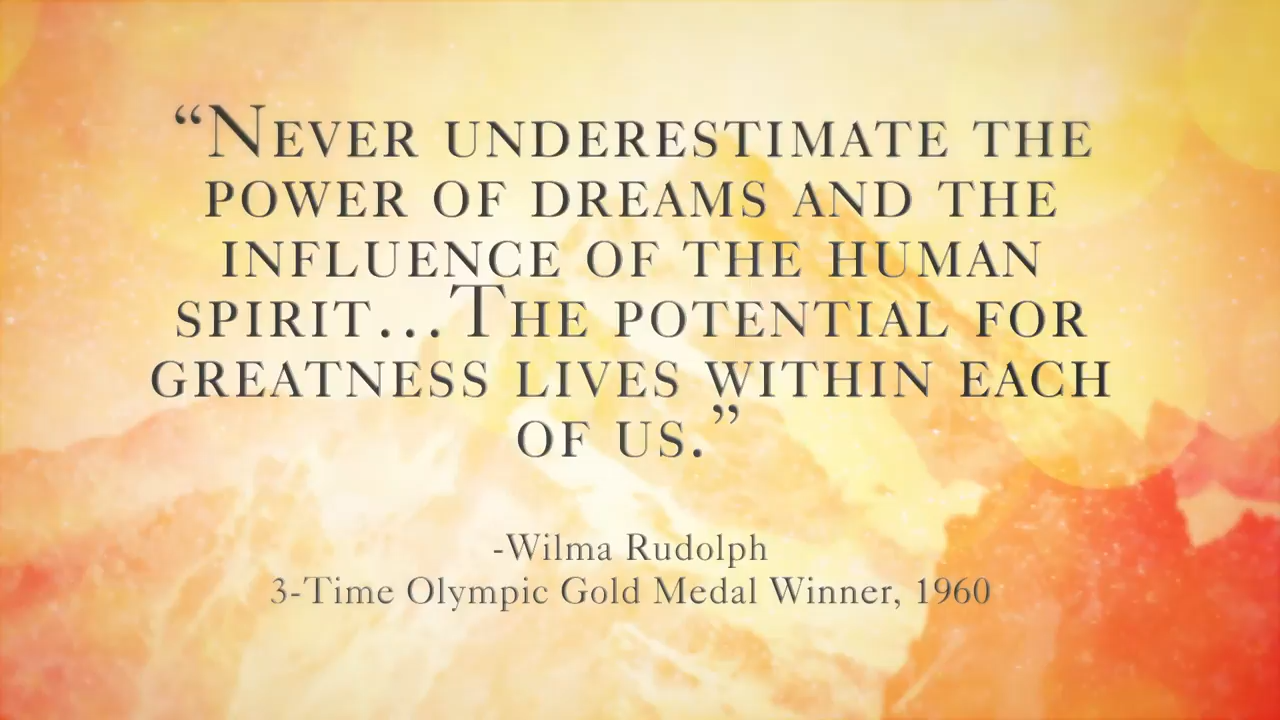 “Never underestimate the
power of dreams and the
influence of the human
spirit...The potential for
greatness lives within each
of us.”
-Wilma Rudolph
3-Time Olympic Gold Medal Winner, 1960